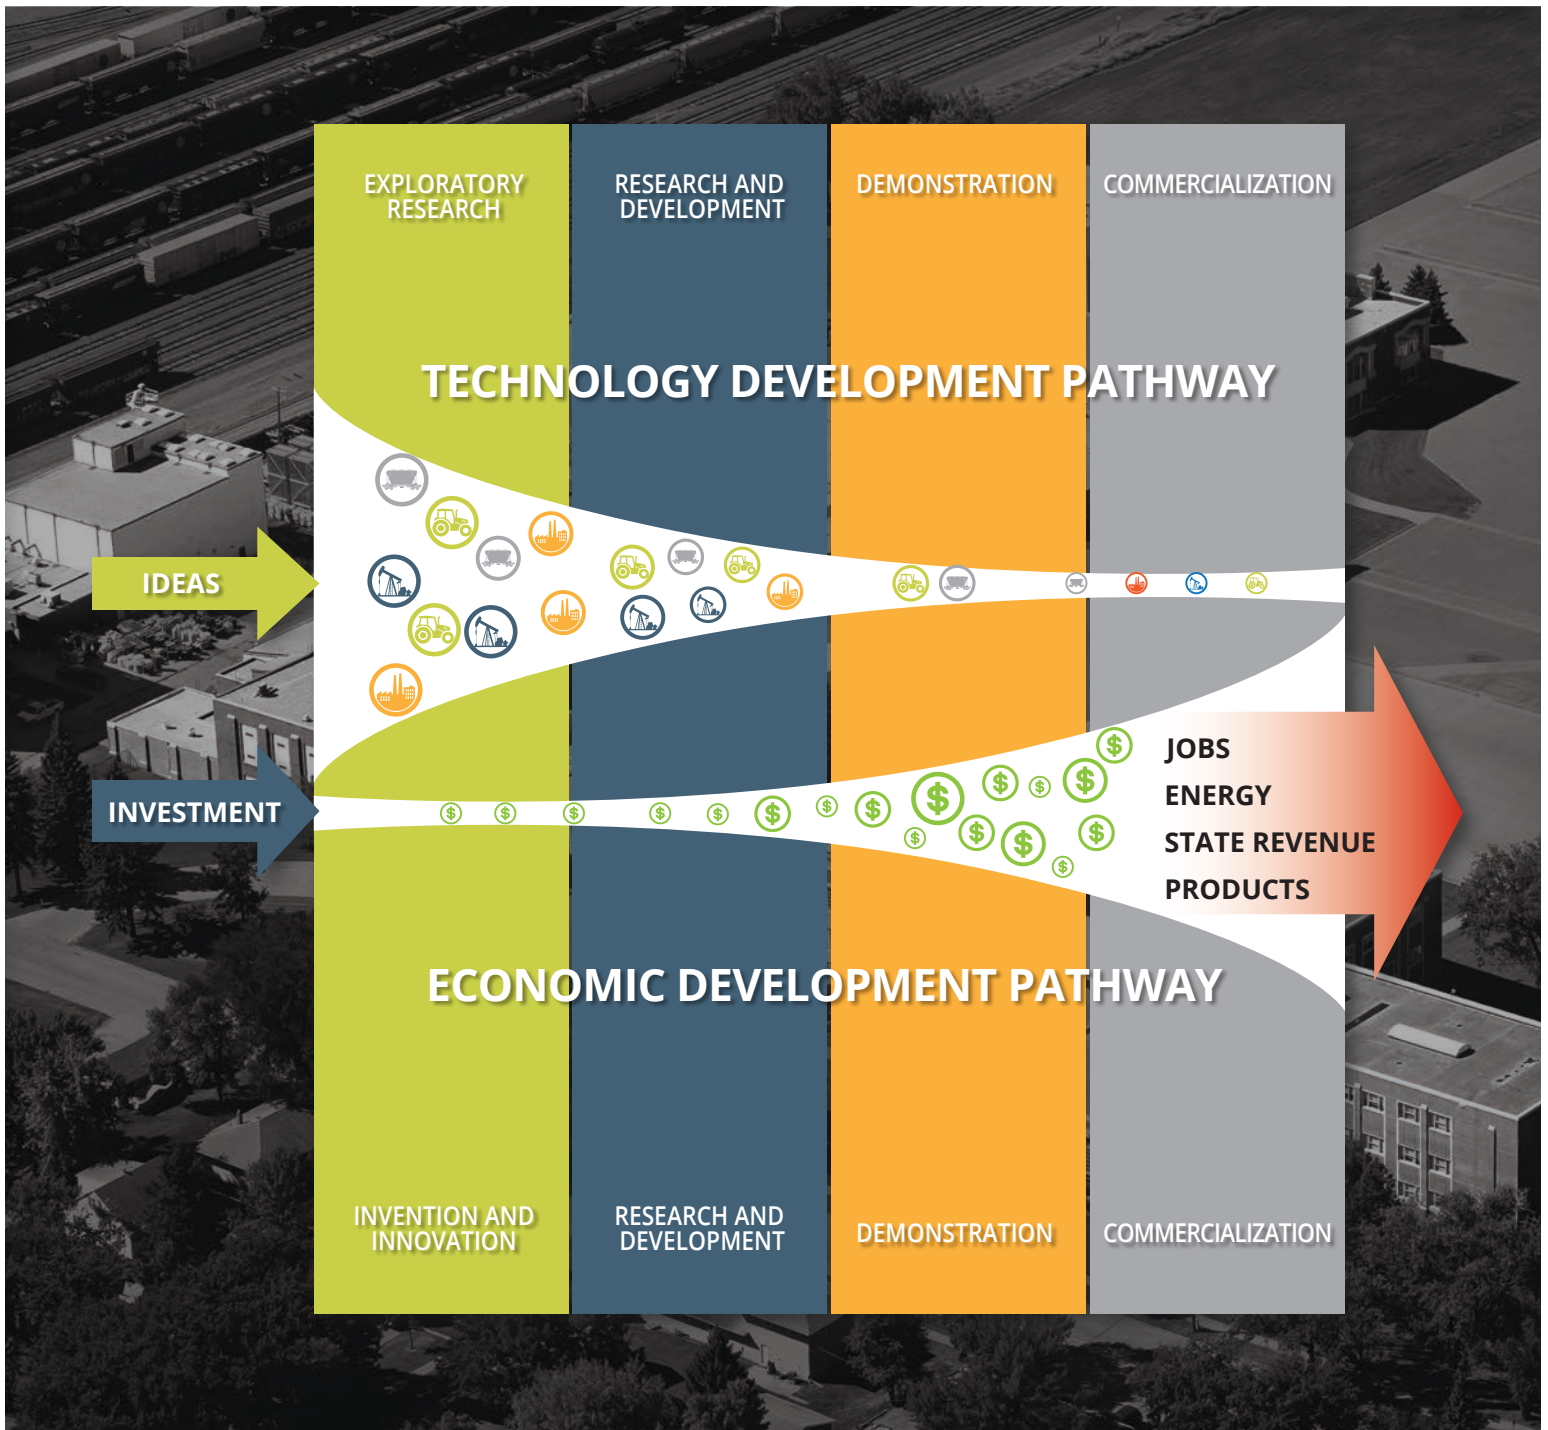 EXPLORATORY
RESEARCH
RESEARCH AND
DEVELOPMENT
DEMONSTRATION
COMMERCIALIZATION
TECHNOLOGY DEVELOPMENT PATHWAY
IDEAS
INVESTMENT
$ $ $ $ $ $ $ $ $ $ $ $ $ $ $ $ $ $
JOBS
ENERGY
STATE REVENUE
PRODUCTS
ECONOMIC DEVELOPMENT PATHWAY
INVENTION AND
INNOVATION
RESEARCH AND
DEVELOPMENT
DEMONSTRATION
COMMERCIALIZATION